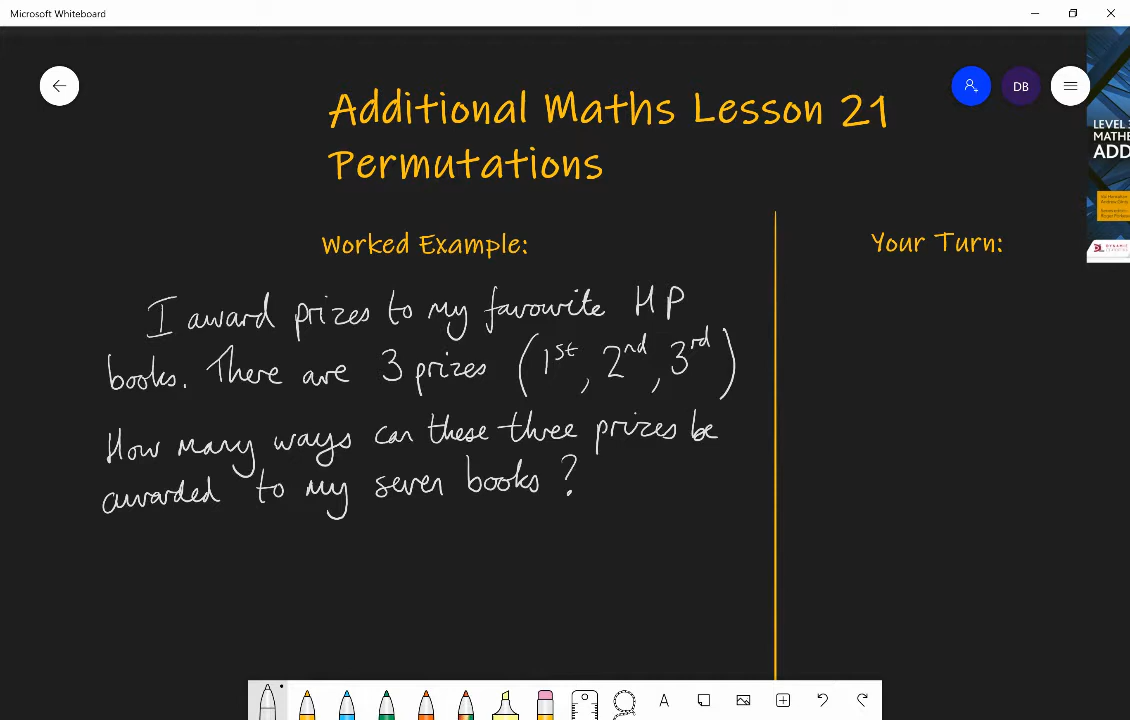 Microsoft Whiteboard
DB
Additional Maths Lesson 21
Permutations
LEVEL 3
MATHE
ADD
Worked Example:
Your Turn:
I award prizes to my favourite HP
books. There are 3 prizes (1st, 2nd, 3rd)
How many ways can these three prizes be
awarded to my seven books?
A